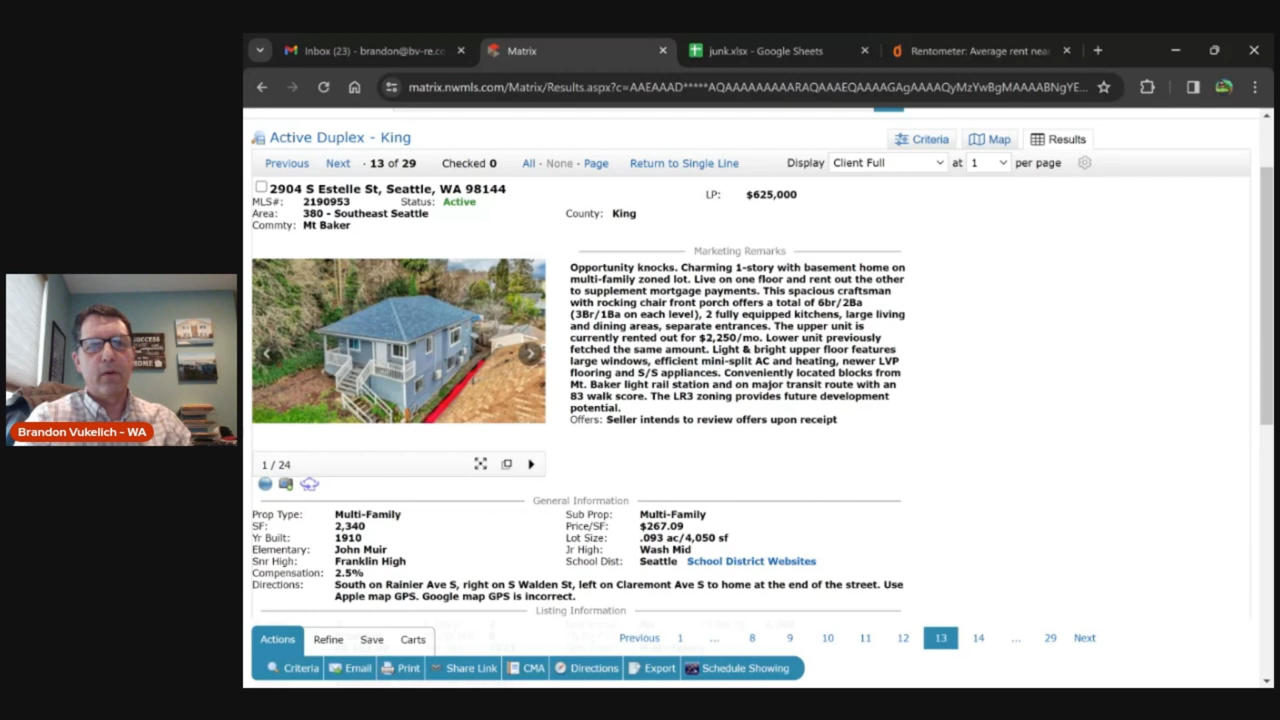 Inbox (23) - brandon@bv-re.co
Matrix
junk.xlsx - Google Sheets
Rentometer: Average rent nea
matrix.nwmls.com/Matrix/Results.aspx?c=AAEAAAD*****AQAAAAAAAAARAQAAAEQAAAAGAgAAAAQyMzYwBgMAAAABNgYE...
Active Duplex - King
Criteria
Map
Results
Previous Next · 13 of 29 Checked 0 All · None · Page Return to Single Line Display Client Full at 1 per page
2904 S Estelle St, Seattle, WA 98144
LP: $625,000
MLS#: 2190953 Status: Active
Area: 380 - Southeast Seattle County: King
Commty: Mt Baker
Marketing Remarks
Opportunity knocks. Charming 1-story with basement home on
multi-family zoned lot. Live on one floor and rent out the other
to supplement mortgage payments. This spacious craftsman
with rocking chair front porch offers a total of 6br/2Ba
(3Br/1Ba on each level), 2 fully equipped kitchens, large living
and dining areas, separate entrances. The upper unit is
currently rented out for $2,250/mo. Lower unit previously
fetched the same amount. Light & bright upper floor features
large windows, efficient mini-split AC and heating, newer LVP
flooring and S/S appliances. Conveniently located blocks from
Mt. Baker light rail station and on major transit route with an
83 walk score. The LR3 zoning provides future development
potential.
Offers: Seller intends to review offers upon receipt
SUCCESS
HOME
Brandon Vukelich - WA
1 / 24
General Information
Prop Type: Multi-Family Sub Prop: Multi-Family
SF: 2,340 Price/SF: $267.09
Yr Built: 1910 Lot Size: .093 ac/4,050 sf
Elementary: John Muir Jr High: Wash Mid
Snr High: Franklin High School Dist: Seattle School District Websites
Compensation: 2.5%
Directions: South on Rainier Ave S, right on S Walden St, left on Claremont Ave S to home at the end of the street. Use
Apple map GPS. Google map GPS is incorrect.
Listing Information
Actions Refine Save Carts
Previous 1 ... 8 9 10 11 12 13 14 ... 29 Next
Criteria Email Print Share Link CMA Directions Export Schedule Showing